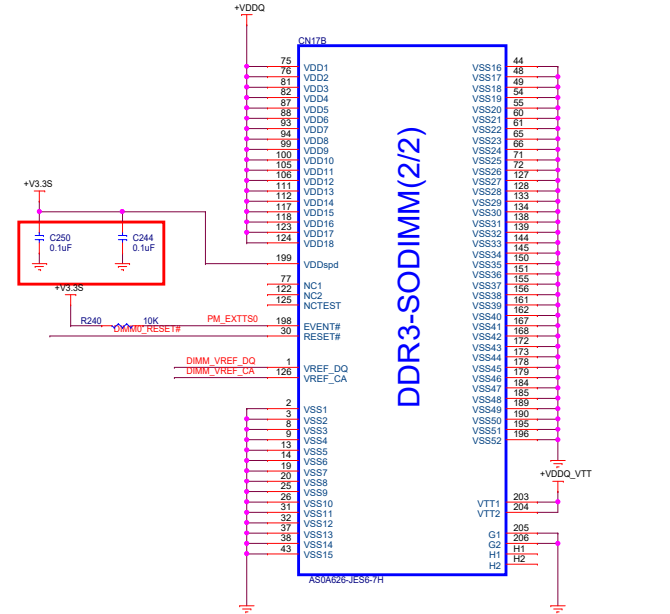 +VDDQ
CN17B
75 VDD1 VSS16 44
76 VDD2 VSS17 48
81 VDD3 VSS18 49
82 VDD4 VSS19 54
87 VDD5 VSS20 55
88 VDD6 VSS21 60
93 VDD7 VSS22 61
94 VDD8 VSS23 65
99 VDD9 VSS24 66
100 VDD10 VSS25 71
105 VDD11 VSS26 72
106 VDD12 VSS27 127
111 VDD13 VSS28 128
112 VDD14 VSS29 133
117 VDD15 VSS30 134
118 VDD16 VSS31 138
123 VDD17 VSS32 139
124 VDD18 VSS33 144
VSS34 145
199 VDDspd VSS35 150
VSS36 151
77 NC1 VSS37 155
122 NC2 VSS38 156
125 NCTEST VSS39 161
VSS40 162
198 EVENT# VSS41 167
30 RESET# VSS42 168
VSS43 172
VSS44 173
1 VREF_DQ VSS45 178
126 VREF_CA VSS46 179
VSS47 184
VSS48 185
2 VSS1 VSS49 189
3 VSS2 VSS50 190
8 VSS3 VSS51 195
9 VSS4 VSS52 196
13 VSS5
14 VSS6
19 VSS7
20 VSS8
25 VSS9
26 VSS10 VTT1 203
31 VSS11 VTT2 204
32 VSS12
37 VSS13 G1 205
38 VSS14 G2 206
43 VSS15 H1 H1
H2 H2
+V3.3S
C250
0.1uF
C244
0.1uF
+V3.3S
R240 10K PM_EXTTS0
DIMM0_RESET#
DIMM_VREF_DQ
DIMM_VREF_CA
DDR3-SODIMM(2/2)
+VDDQ_VTT
AS0A626-JES6-7H